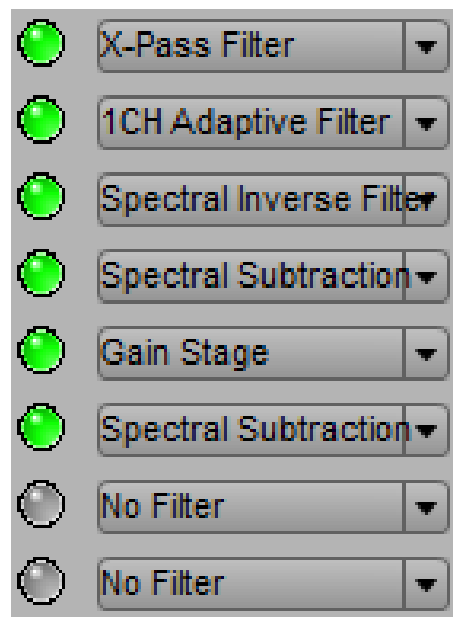 X-Pass Filter
1CH Adaptive Filter
Spectral Inverse Filter
Spectral Subtraction
Gain Stage
Spectral Subtraction
No Filter
No Filter